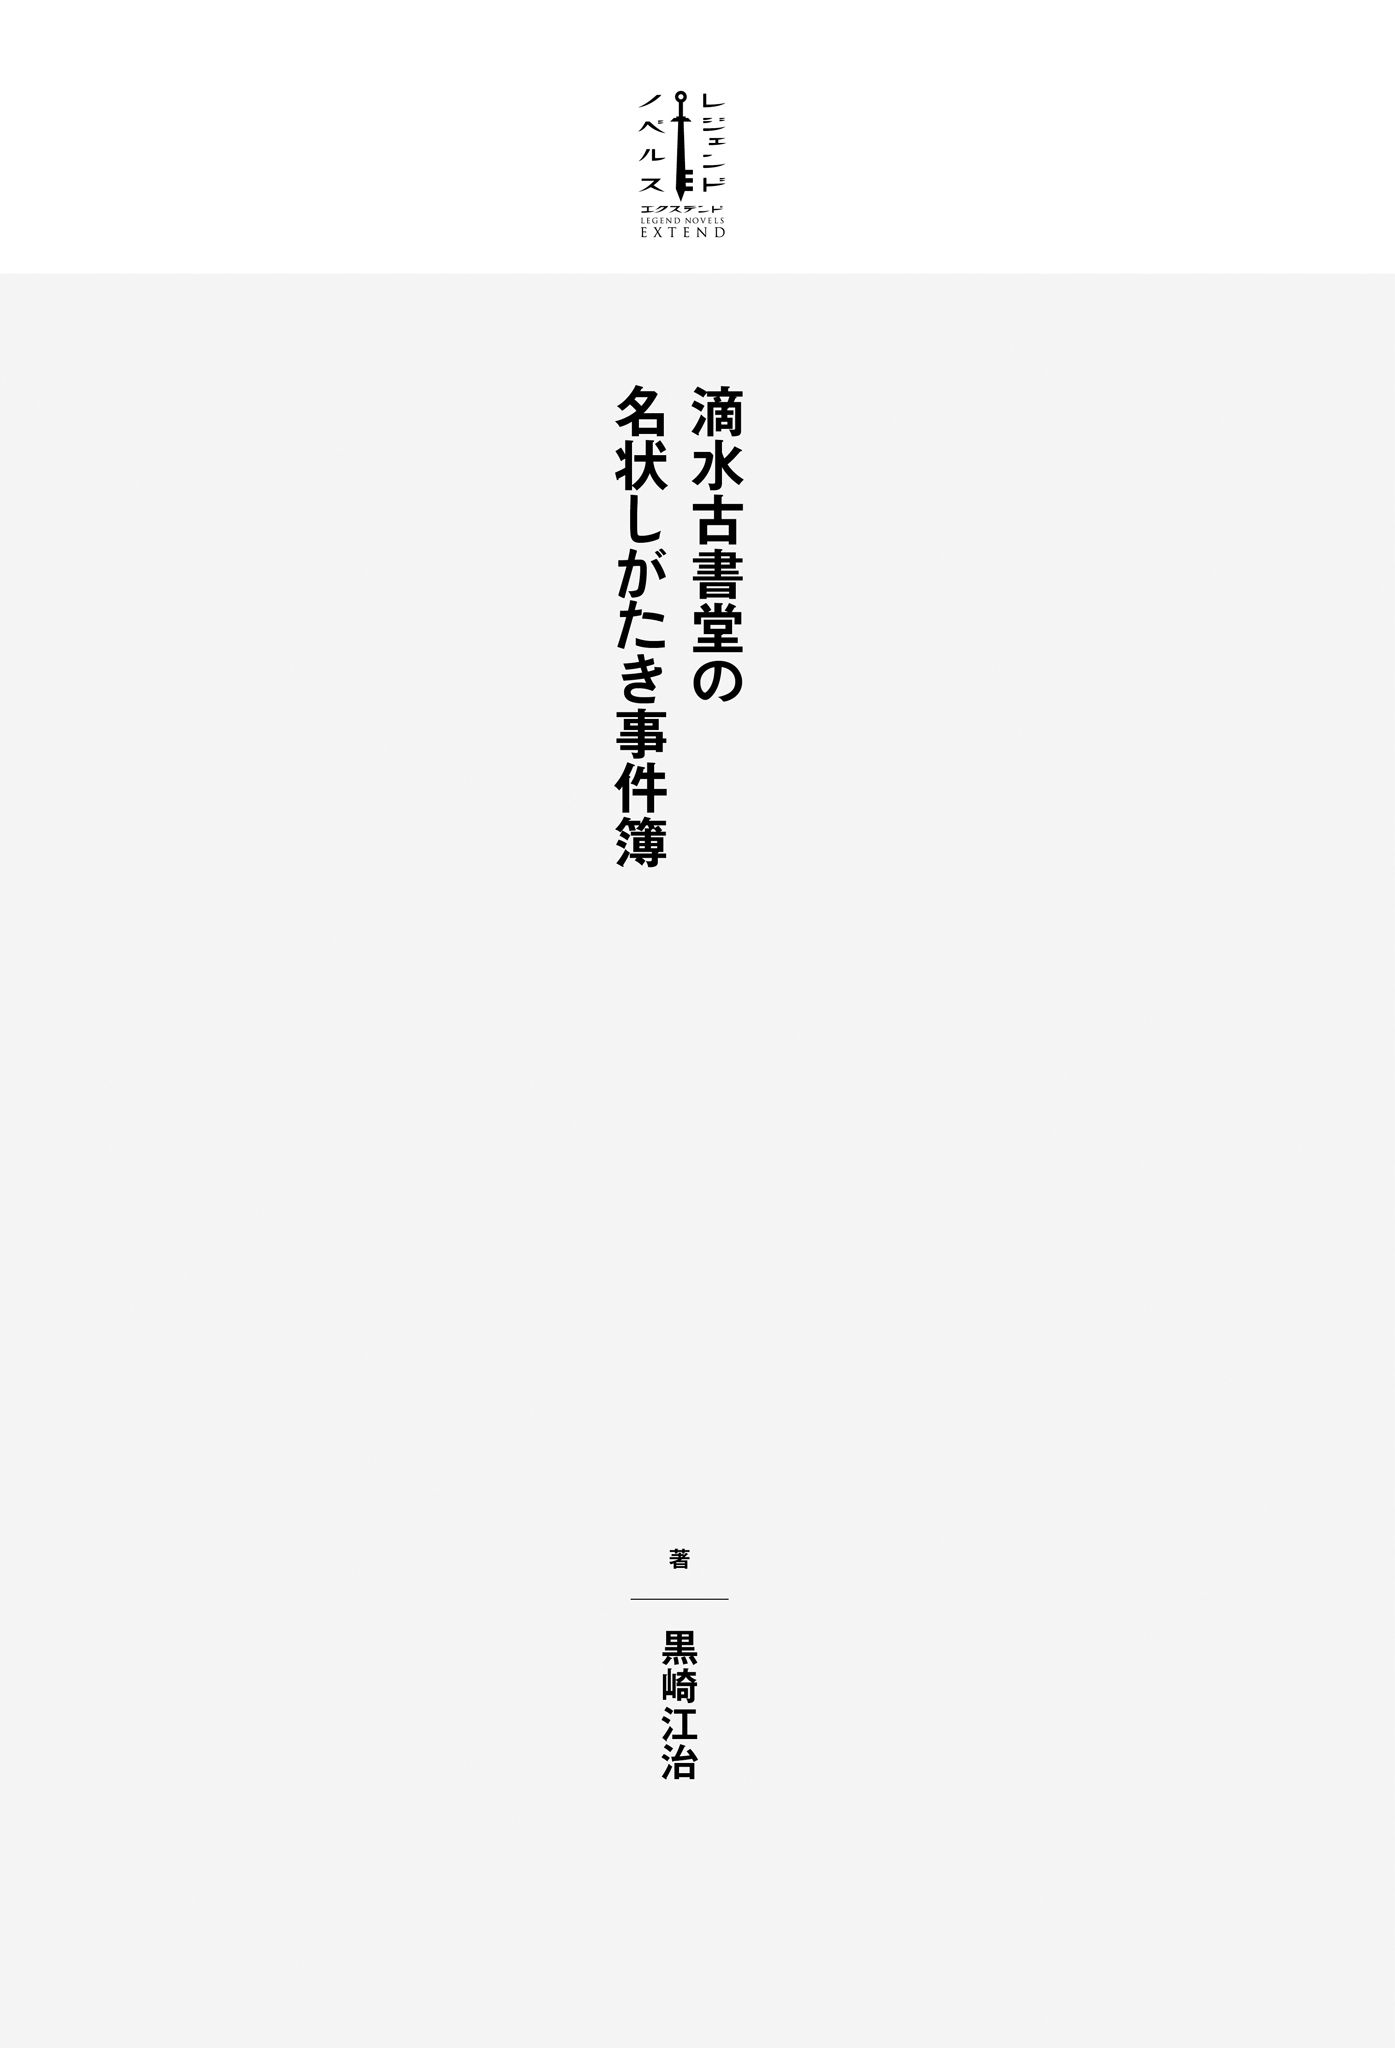 レジェンド
ノベルス
エクステンド
LEGEND NOVELS
EXTEND
滴水古書堂の
名状しがたき事件簿
著
黒崎江治